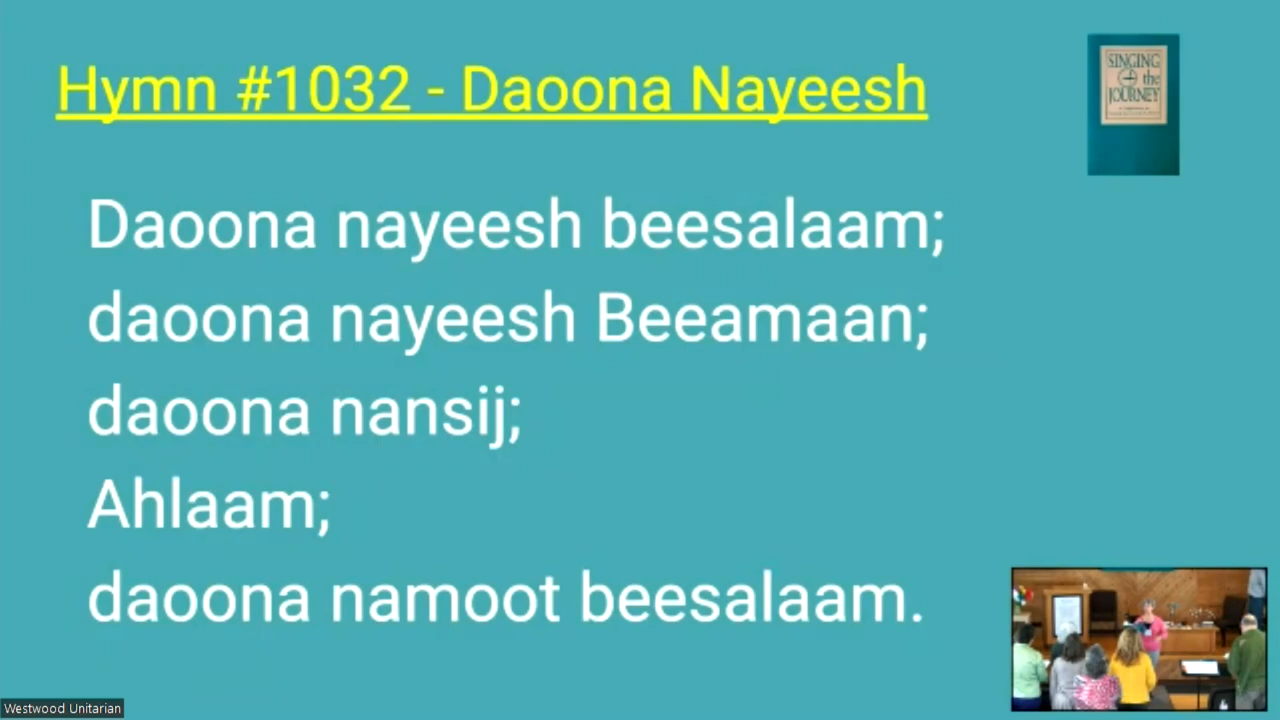 Hymn #1032 - Daoona Nayeesh
SINGING
the
JOURNEY
Daoona nayeesh beesalaam;
daoona nayeesh Beeamaan;
daoona nansij;
Ahlaam;
daoona namoot beesalaam.
Westwood Unitarian